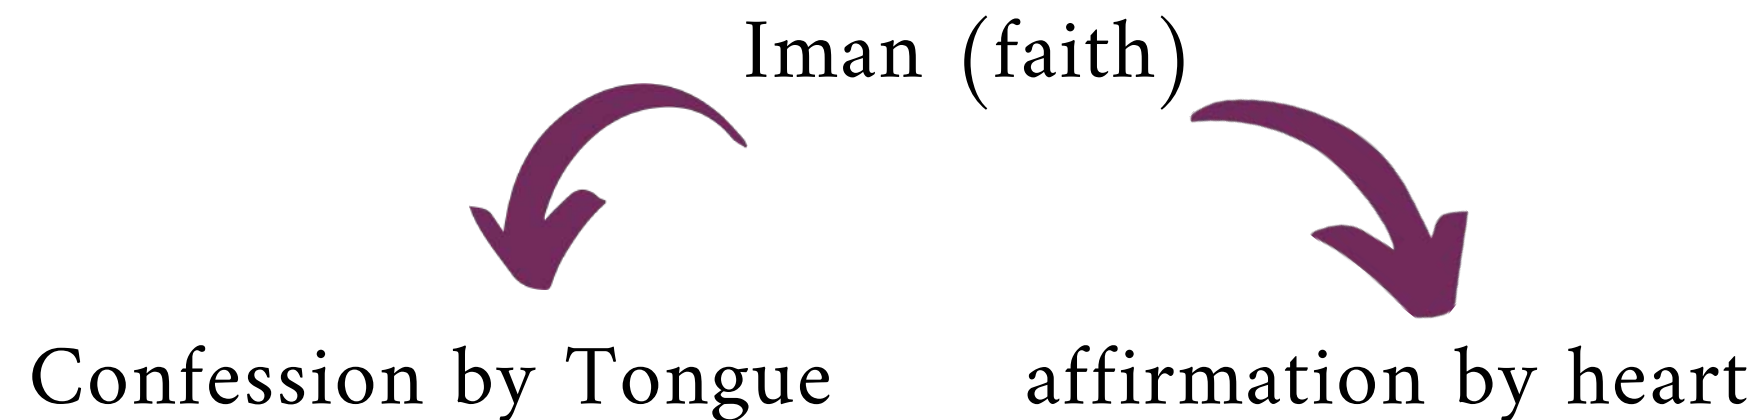 Iman (faith)
Confession by Tongue
affirmation by heart